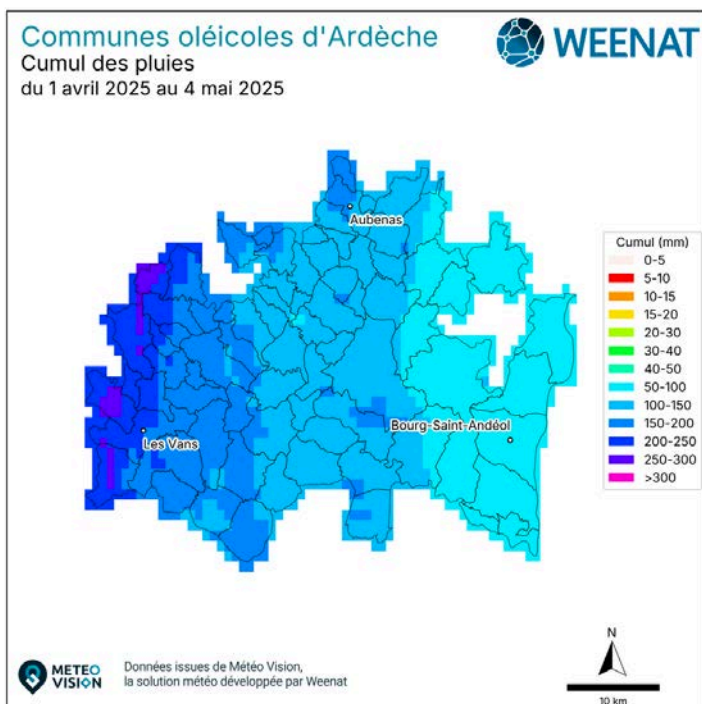 Communes oléicoles d'Ardèche
Cumul des pluies
du 1 avril 2025 au 4 mai 2025
WEENAT
Aubenas
Les Vans
Bourg-Saint-Andéol
Cumul (mm)
0-5
5-10
10-15
15-20
20-30
30-40
40-50
50-100
100-150
150-200
200-250
250-300
>300
METEO
VISION
Données issues de Météo Vision,
la solution météo développée par Weenat
N
10 km